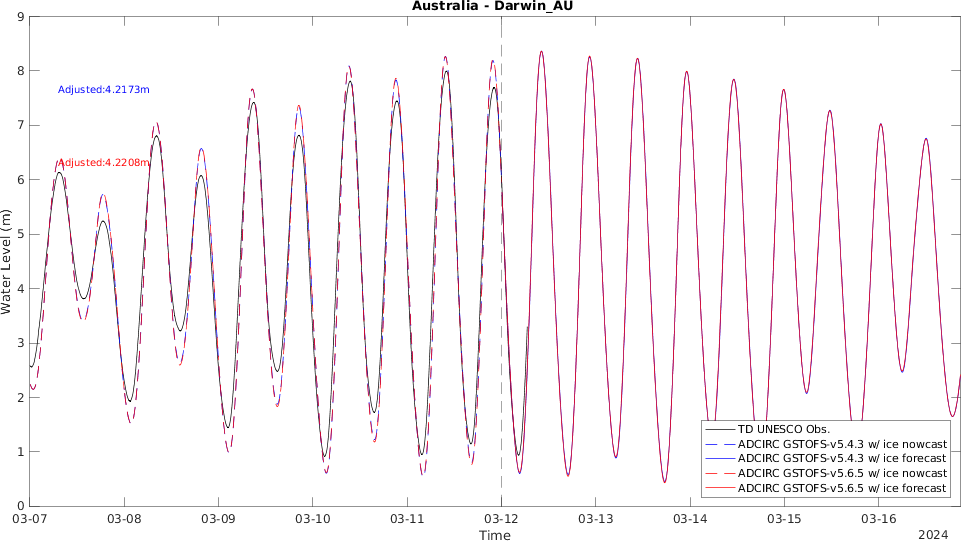 Australia - Darwin_AU
9
8
7
6
5
4
3
2
1
0
Water Level (m)
Adjusted:4.2173m
Adjusted:4.2208m
TD UNESCO Obs.
ADCIRC GSTOFS-v5.4.3 w/ ice nowcast
ADCIRC GSTOFS-v5.4.3 w/ ice forecast
ADCIRC GSTOFS-v5.6.5 w/ ice nowcast
ADCIRC GSTOFS-v5.6.5 w/ ice forecast
03-07 03-08 03-09 03-10 03-11 03-12 03-13 03-14 03-15 03-16
Time
2024